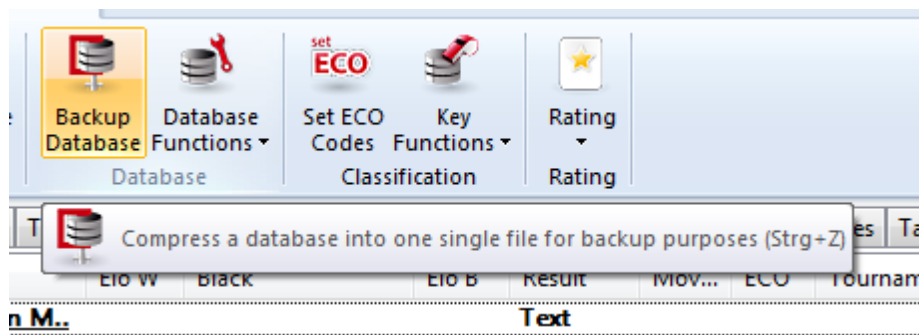 set
ECO
Backup Database Set ECO Key Rating
Database Functions Codes Functions
Database Classification Rating
Compress a database into one single file for backup purposes (Strg+Z)
Elo W Black Elo B Result Mov... ECO
n M.. Text